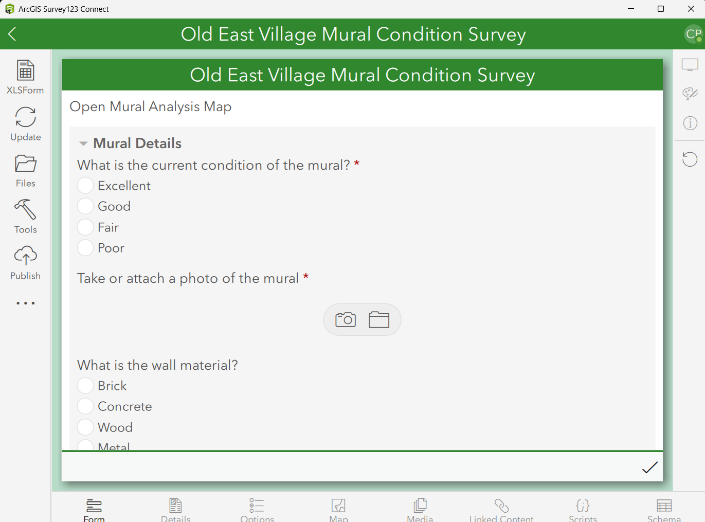 ArcGIS Survey123 Connect
Old East Village Mural Condition Survey
CP
XLSForm
Update
Files
Tools
Publish
Old East Village Mural Condition Survey
Open Mural Analysis Map
Mural Details
What is the current condition of the mural? *
Excellent
Good
Fair
Poor
Take or attach a photo of the mural *
What is the wall material?
Brick
Concrete
Wood
Metal
Form
Details
Options
Map
Media
Linked Content
Scripts
Schema